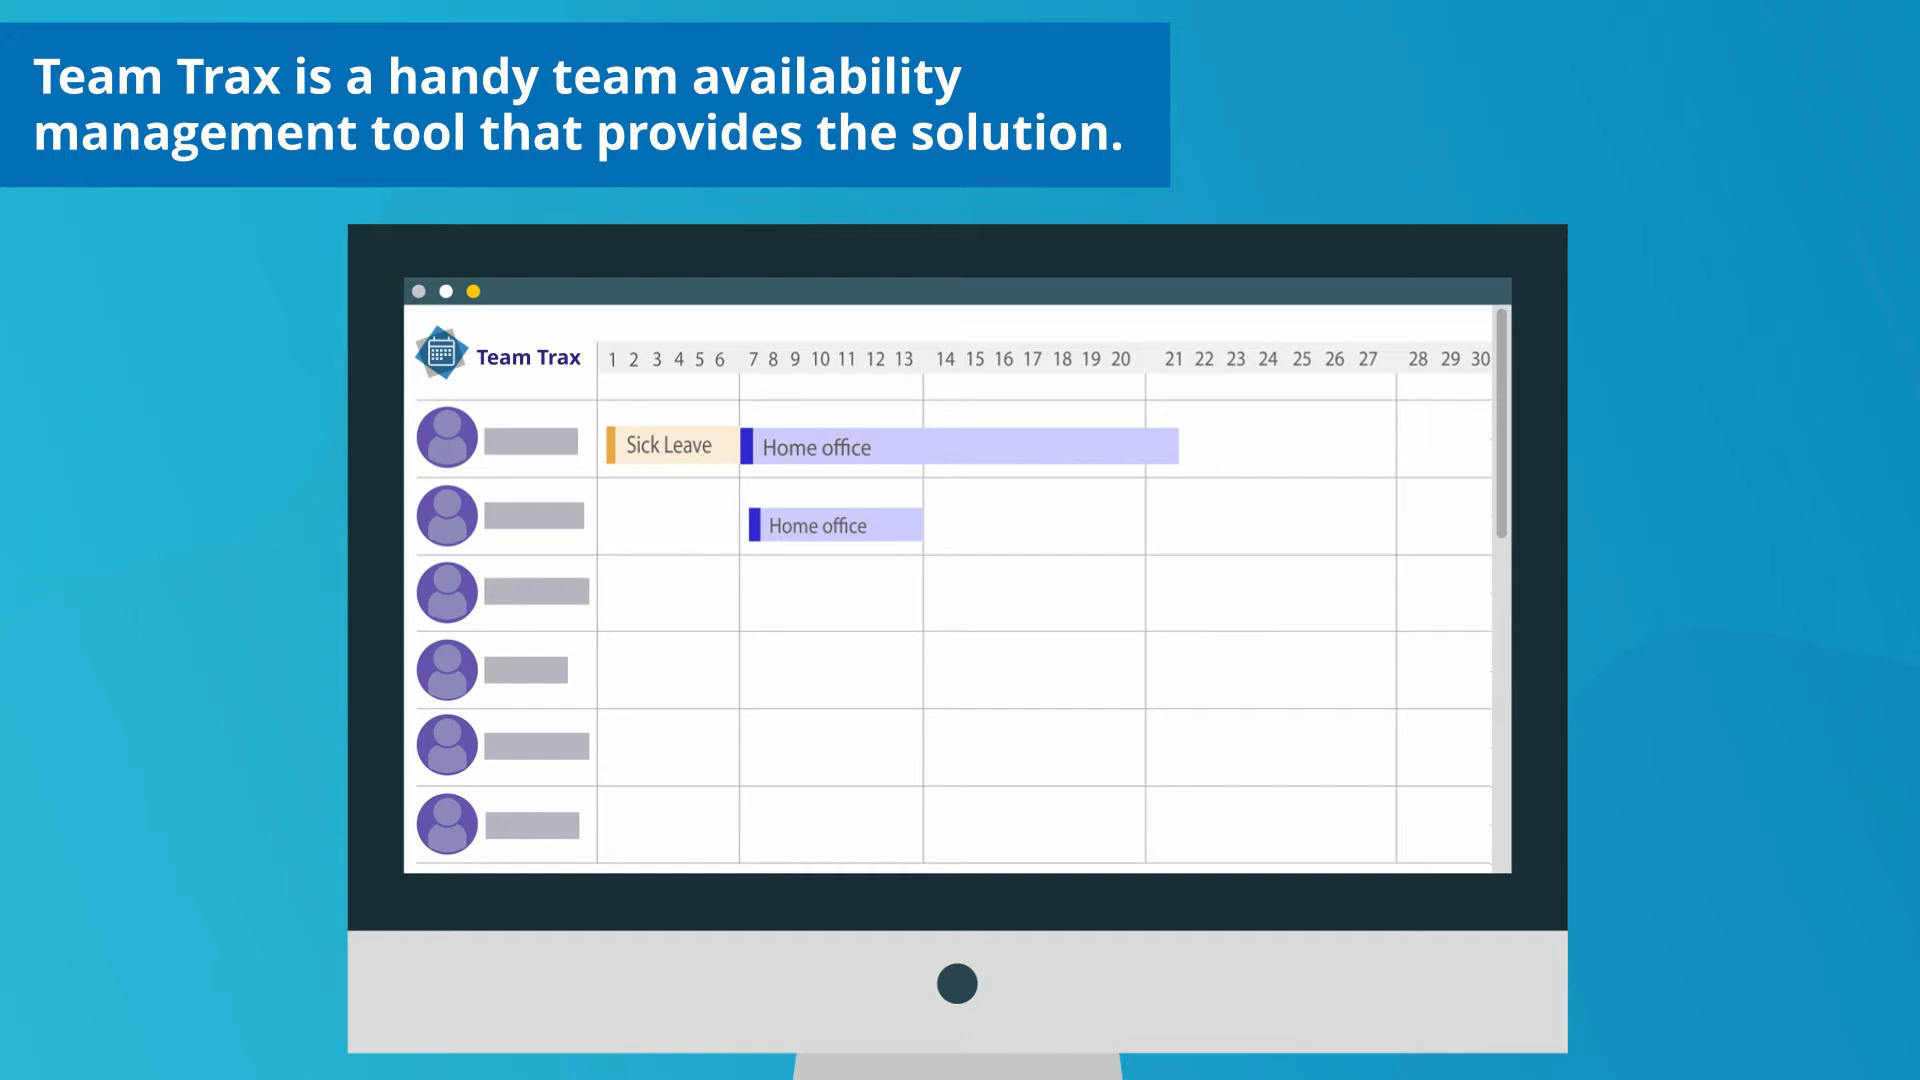 Team Trax is a handy team availability
management tool that provides the solution.
Team Trax
1 2 3 4 5 6 7 8 9 10 11 12 13 14 15 16 17 18 19 20 21 22 23 24 25 26 27 28 29 30
Sick Leave
Home office
Home office